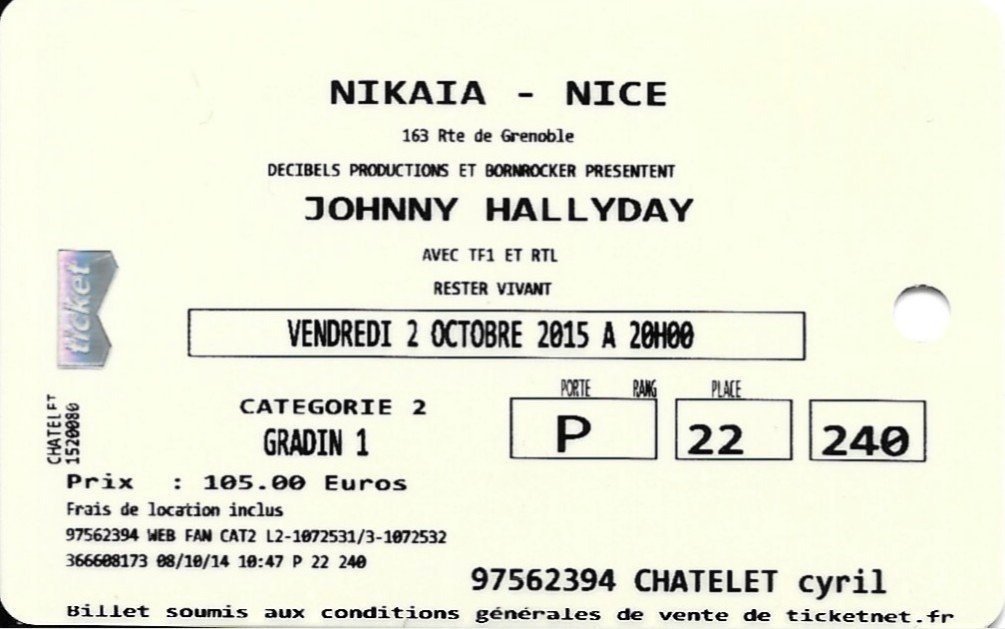 NIKAIA - NICE
163 Rte de Grenoble
DECIBELS PRODUCTIONS ET BORNROCKER PRESENTENT
JOHNNY HALLYDAY
AVEC TF1 ET RTL
RESTER VIVANT
ticket
VENDREDI 2 OCTOBRE 2015 A 20H00
CHATELET
1520080
PORTE RANG PLACE
CATEGORIE 2
GRADIN 1
P 22 240
Prix : 105.00 Euros
Frais de location inclus
97562394 WEB FAN CAT2 L2-1072531/3-1072532
366608173 08/10/14 10:47 P 22 240
97562394 CHATELET cyril
Billet soumis aux conditions générales de vente de ticketnet.fr